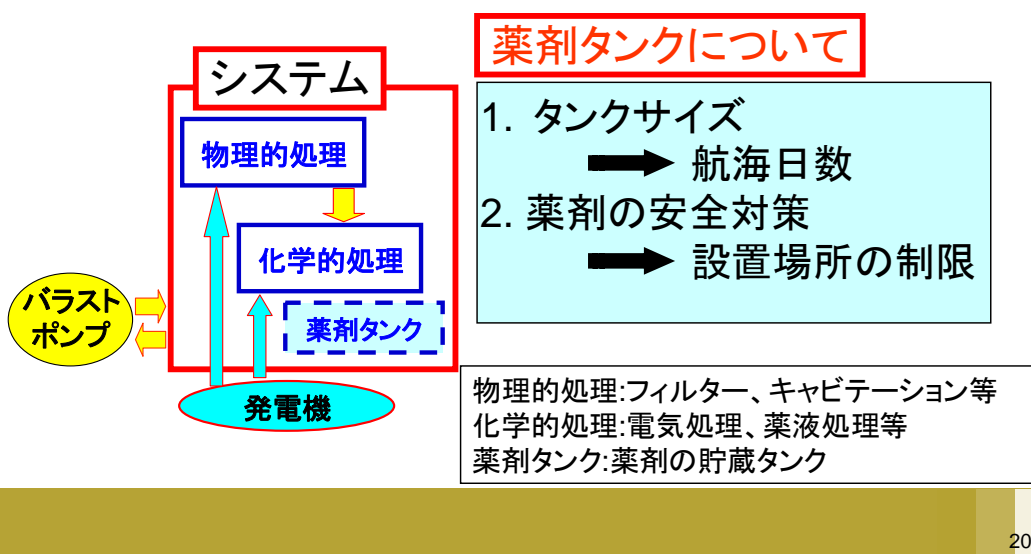 薬剤タンクについて
システム
物理的処理
化学的処理
薬剤タンク
バラスト
ポンプ
発電機
1. タンクサイズ
航海日数
2. 薬剤の安全対策
設置場所の制限
物理的処理:フィルター、キャビテーション等
化学的処理:電気処理、薬液処理等
薬剤タンク:薬剤の貯蔵タンク
20